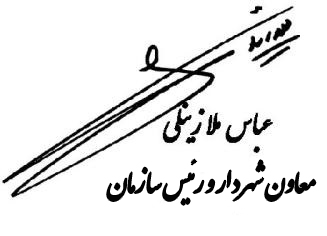 عباس ملازینلی
معاون شهردار و رئیس سازمان